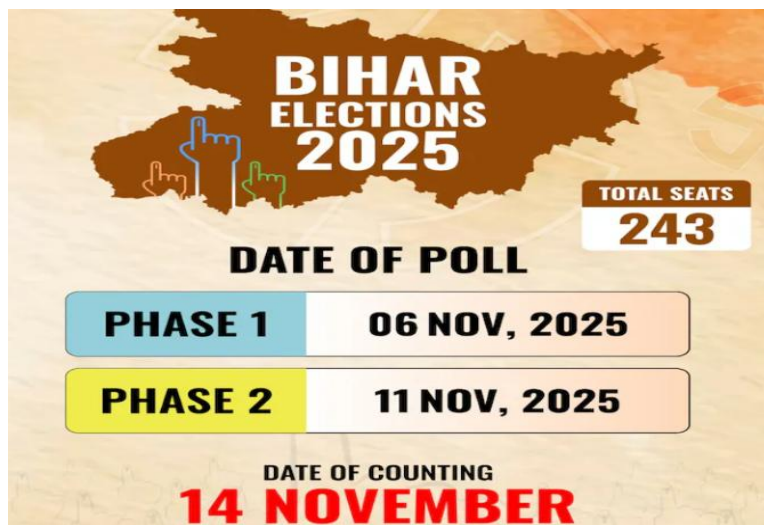 BIHAR
ELECTIONS
2025
TOTAL SEATS
243
DATE OF POLL
PHASE 1 06 NOV, 2025
PHASE 2 11 NOV, 2025
DATE OF COUNTING
14 NOVEMBER